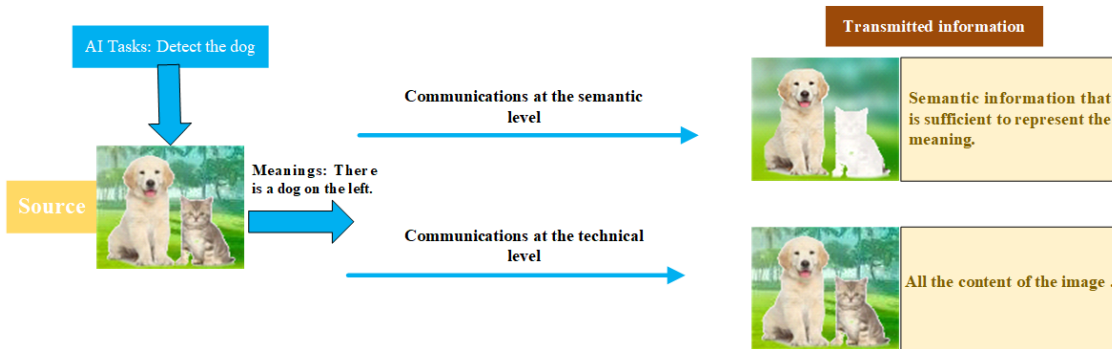 AI Tasks: Detect the dog
Transmitted information
Communications at the semantic
level
Semantic information that
is sufficient to represent the
meaning.
Source
Meanings: There
is a dog on the left.
Communications at the technical
level
All the content of the image .